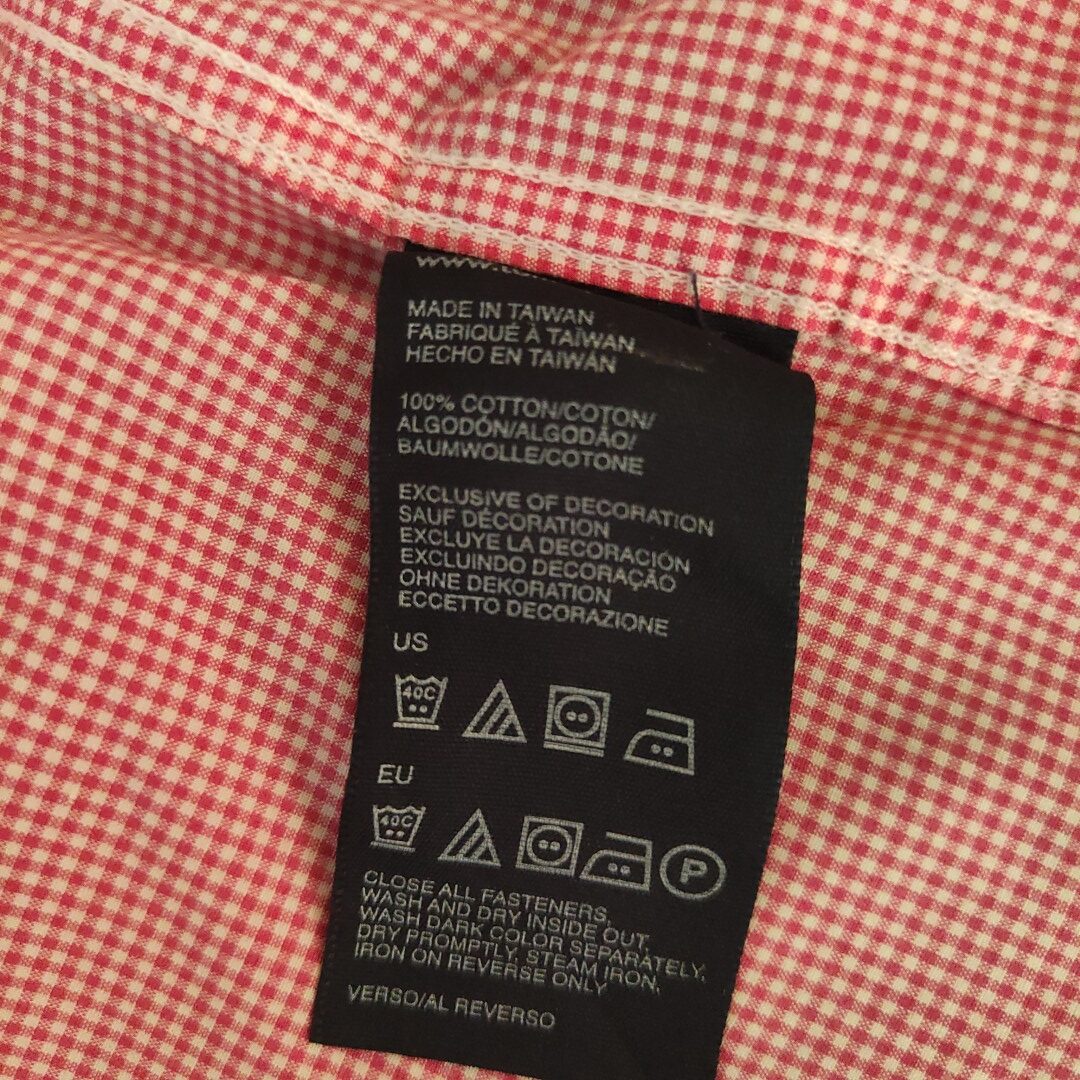 MADE IN TAIWAN
FABRIQUÉ À TAÏWAN
HECHO EN TAIWÁN
100% COTTON/COTON/
ALGODÓN/ALGODÃO/
BAUMWOLLE/COTONE
EXCLUSIVE OF DECORATION
SAUF DÉCORATION
EXCLUYE LA DECORACIÓN
EXCLUINDO DECORAÇÃO
OHNE DEKORATION
ECCETTO DECORAZIONE
US
40C
EU
40C
P
CLOSE ALL FASTENERS,
WASH AND DRY INSIDE OUT,
WASH DARK COLOR SEPARATELY,
DRY PROMPTLY, STEAM IRON,
IRON ON REVERSE ONLY
VERSO/AL REVERSO